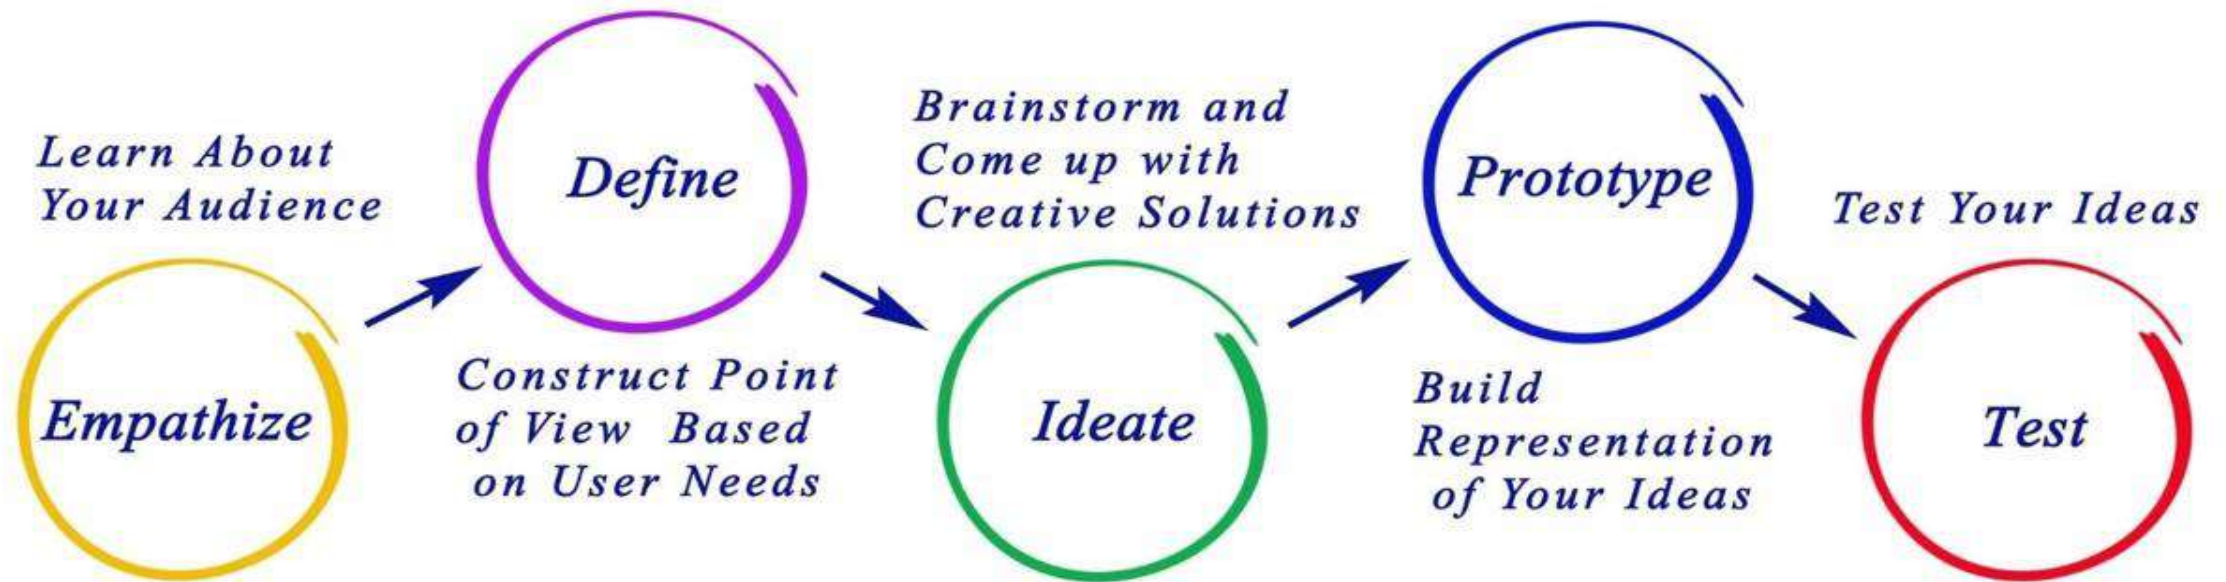 Learn About
Your Audience
Empathize
Define
Construct Point
of View Based
on User Needs
Brainstorm and
Come up with
Creative Solutions
Ideate
Prototype
Build
Representation
of Your Ideas
Test Your Ideas
Test